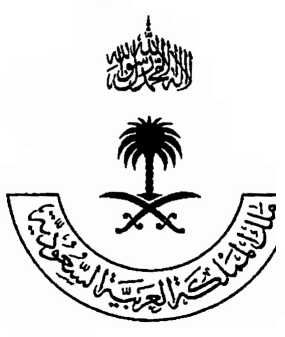 لا إله إلا الله محمد رسول الله
ملك المملكة العربية السعودية